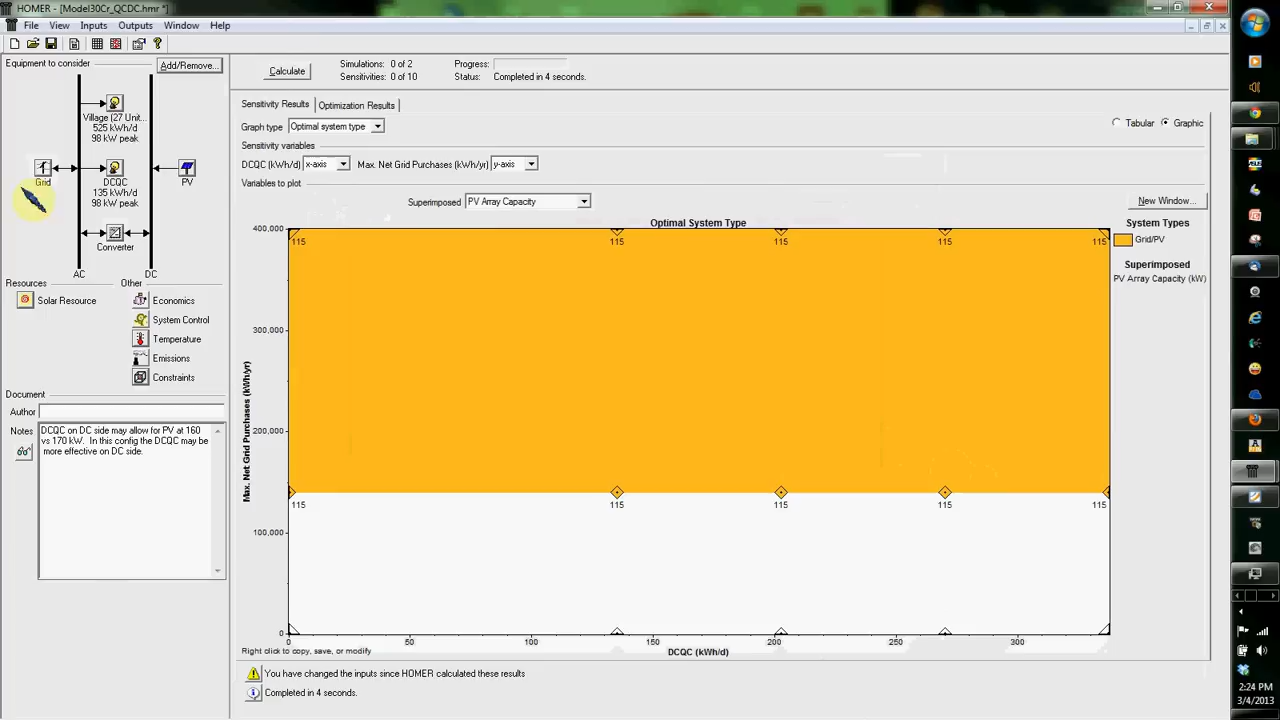 HOMER - [Model30Cr_QCDC.hmr *]
File View Inputs Outputs Window Help
Equipment to consider
Add/Remove...
Village (27 Unit...
525 kWh/d
98 kW peak
Grid
DCQC
135 kWh/d
98 kW peak
PV
Converter
AC
DC
Resources
Other
Solar Resource
Economics
System Control
Temperature
Emissions
Constraints
Document
Author
Notes
DCQC on DC side may allow for PV at 160
vs 170 kW. In this config the DCQC may be
more effective on DC side.
Calculate
Simulations: 0 of 2
Sensitivities: 0 of 10
Progress:
Status: Completed in 4 seconds.
Sensitivity Results
Optimization Results
Graph type
Optimal system type
Tabular
Graphic
Sensitivity variables
DCQC (kWh/d) x-axis
Max. Net Grid Purchases (kWh/yr) y-axis
Variables to plot
Superimposed PV Array Capacity
New Window...
Optimal System Type
System Types
Grid/PV
Superimposed
PV Array Capacity (kW)
400,000
115 115 115 115 115
300,000
200,000
115 115 115 115 115
100,000
0
Max. Net Grid Purchases (kWh/yr)
0 50 100 150 200 250 300
DCQC (kWh/d)
Right click to copy, save, or modify
You have changed the inputs since HOMER calculated these results
Completed in 4 seconds.
2:24 PM
3/4/2013